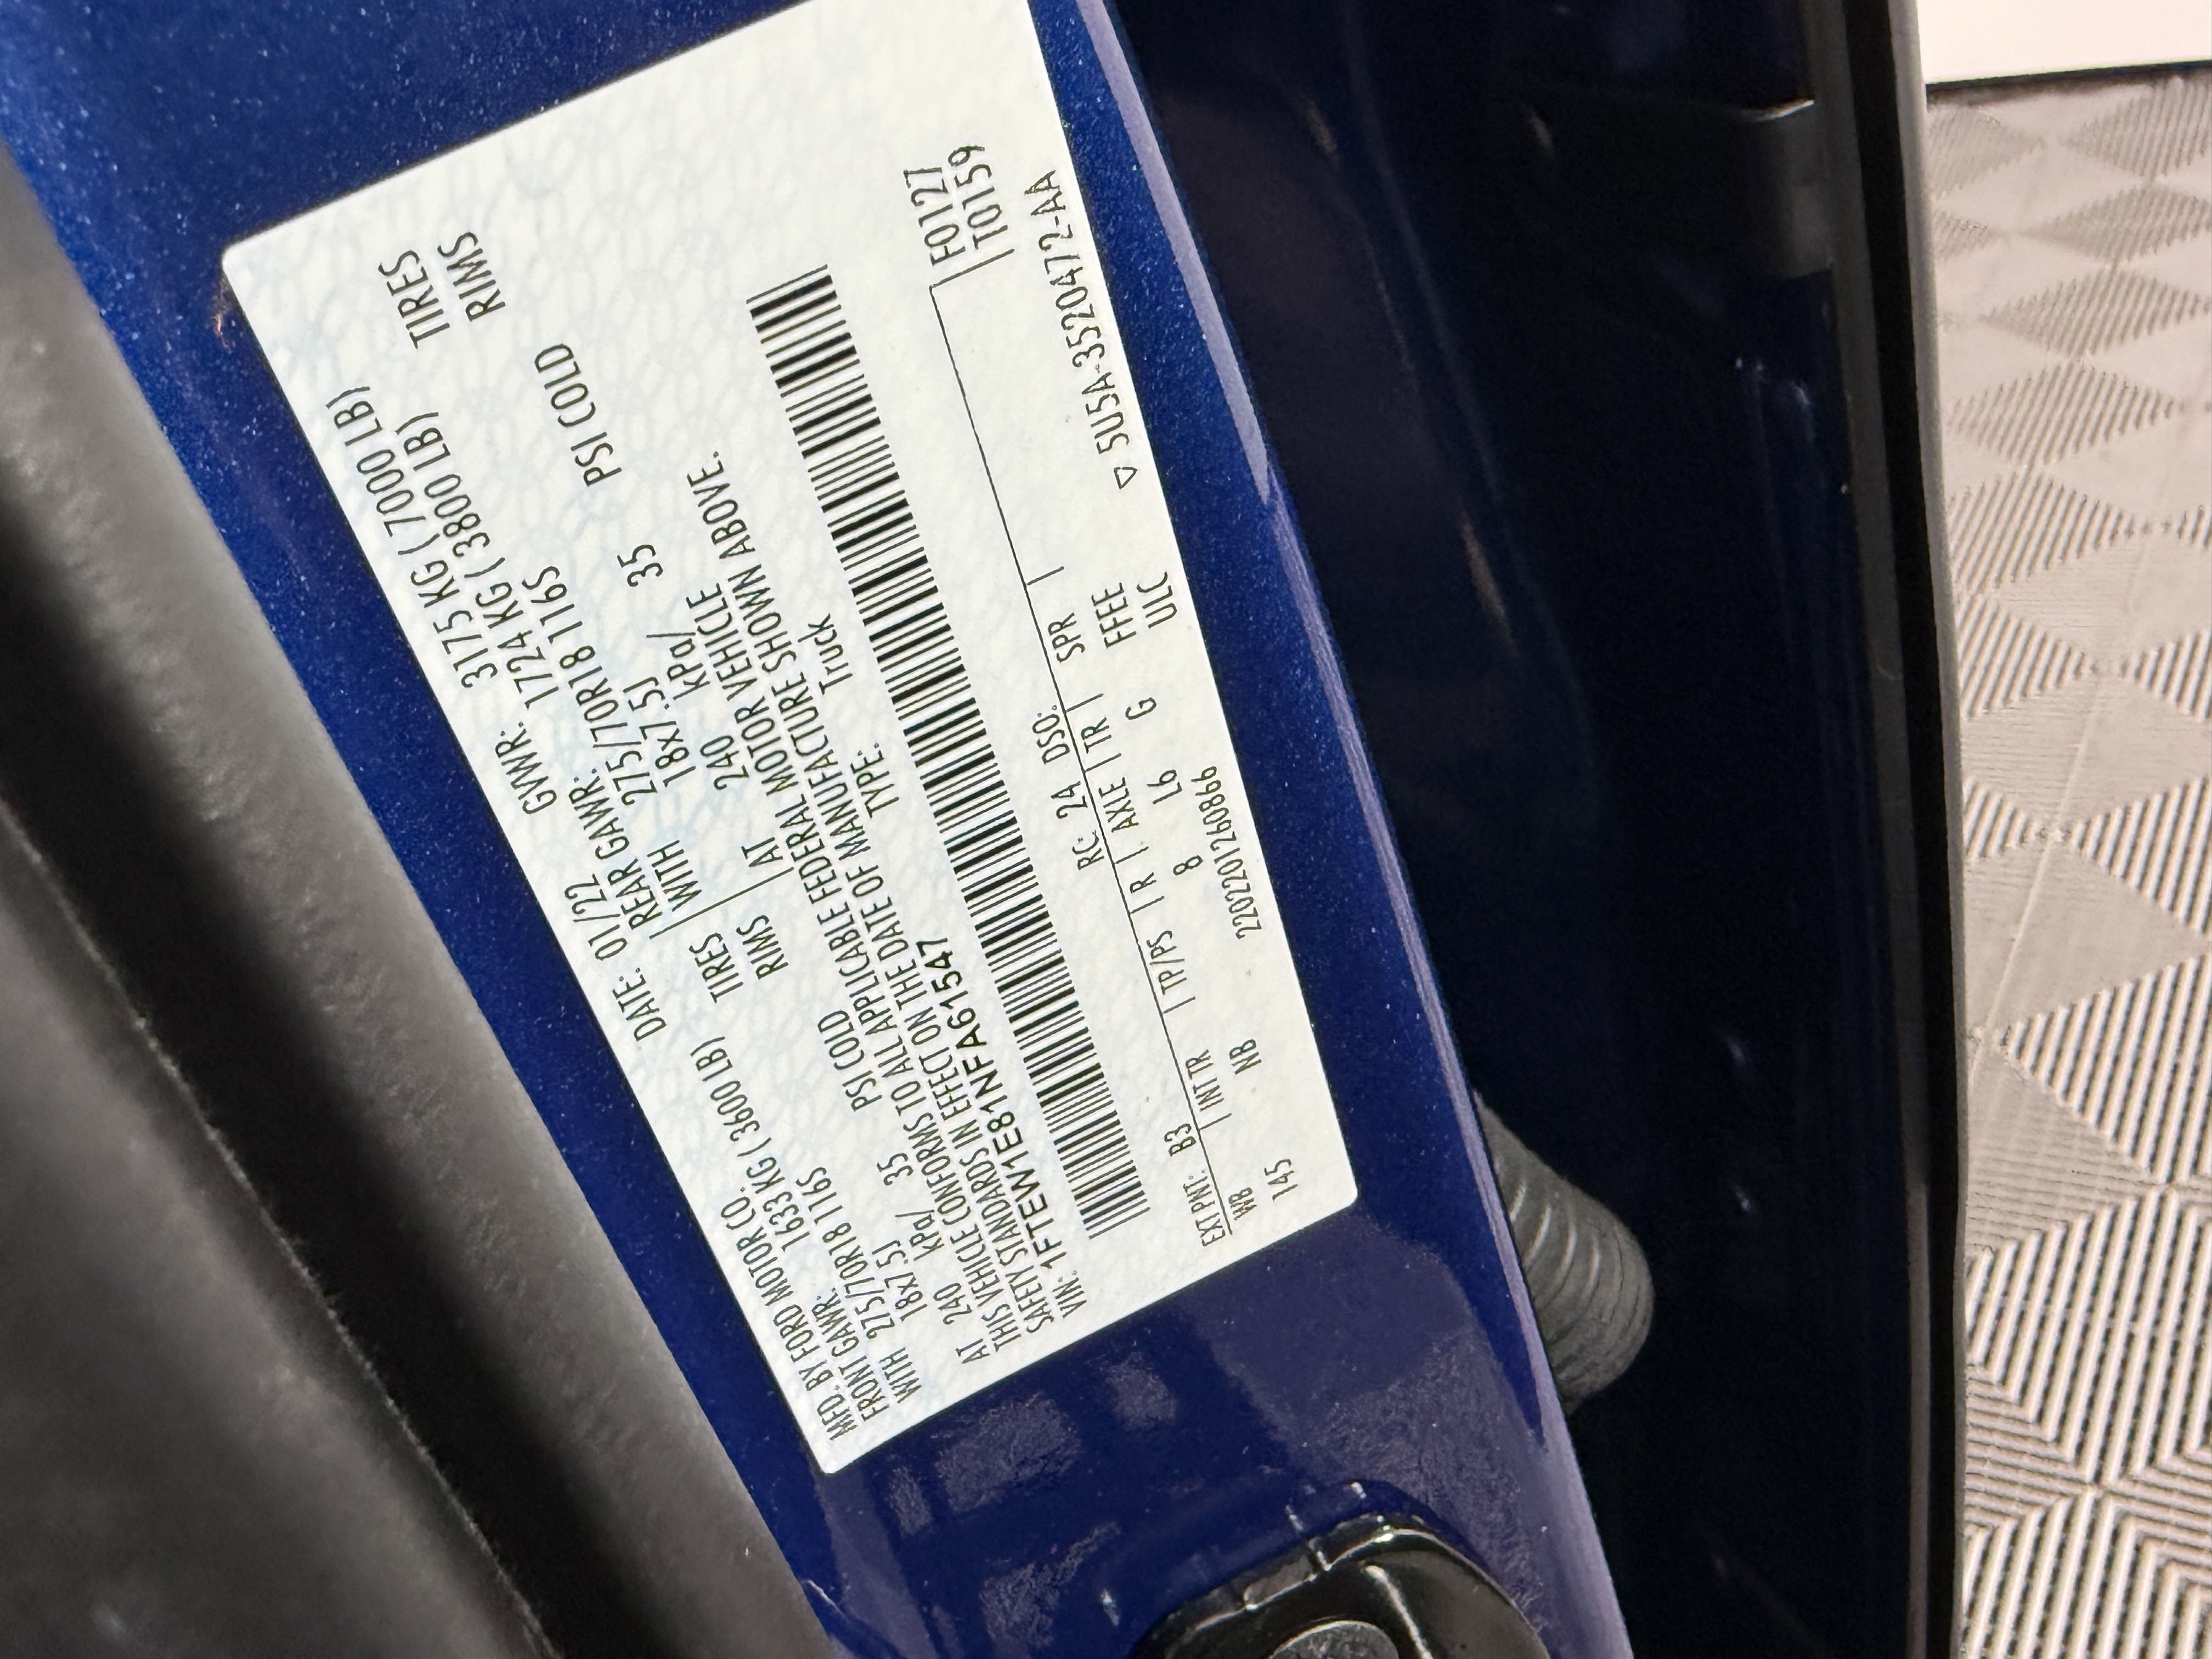 MFD. BY FORD MOTOR CO. DATE: 01/22 GVWR: 3175 KG ( 7000 LB)
FRONT GAWR: 1633 KG ( 3600 LB) REAR GAWR: 1724 KG ( 3800 LB)
WITH 275/70R18 116S TIRES WITH 275/70R18 116S TIRES
18x7.5J RIMS 18x7.5J RIMS
AT 240 kPa/ 35 PSI COLD AT 240 kPa/ 35 PSI COLD
THIS VEHICLE CONFORMS TO ALL APPLICABLE FEDERAL MOTOR VEHICLE
SAFETY STANDARDS IN EFFECT ON THE DATE OF MANUFACTURE SHOWN ABOVE.
VIN: 1FTEW1E81NFA61547 TYPE: Truck
F0127
T0159
EXT PNT: B3 RC: 24 DSO:
WB INT TR TP/PS R AXLE TR SPR
145 NB 8 L6 G FFEE
2202201260866 ULC
▽ 5U5A-3520472-AA